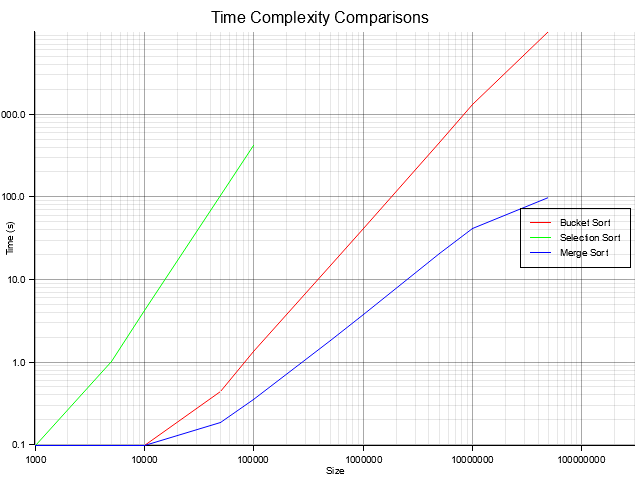 Time Complexity Comparisons
000.0
100.0
10.0
1.0
0.1
Time (s)
Bucket Sort
Selection Sort
Merge Sort
1000 10000 100000 1000000 10000000 100000000
Size